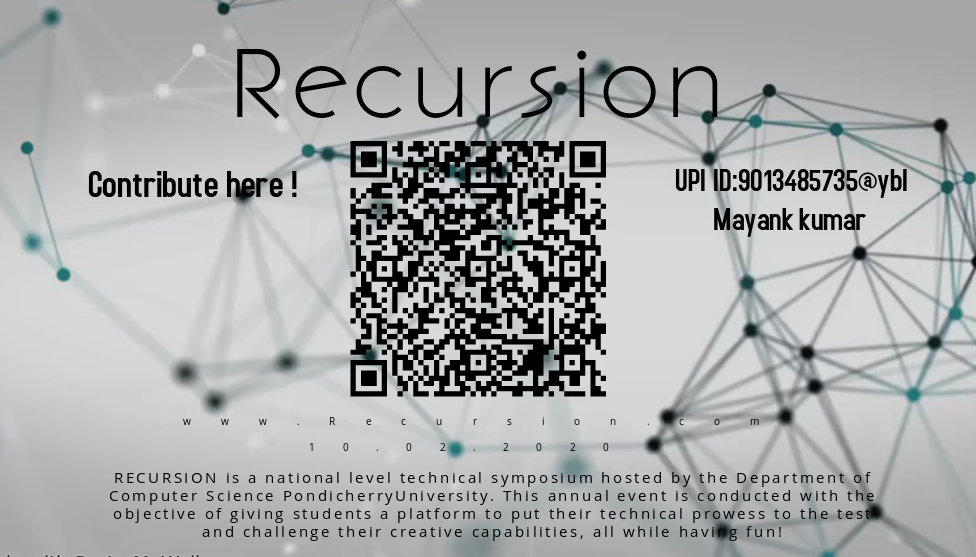 Recursion
Contribute here !
UPI ID:9013485735@ybl
Mayank kumar
www.Recursion.com
10.02.2020
RECURSION is a national level technical symposium hosted by the Department of
Computer Science PondicherryUniversity. This annual event is conducted with the
objective of giving students a platform to put their technical prowess to the test
and challenge their creative capabilities, all while having fun!